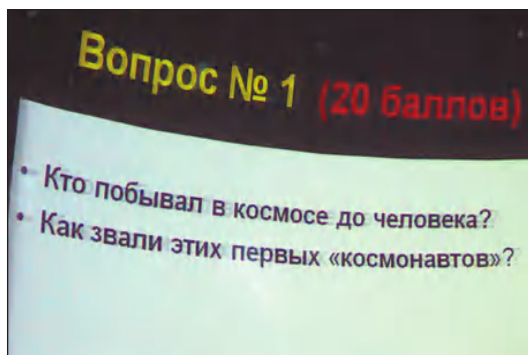 Вопрос № 1 (20 баллов)
• Кто побывал в космосе до человека?
• Как звали этих первых «космонавтов»?